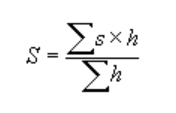 S = ∑s×h / ∑h